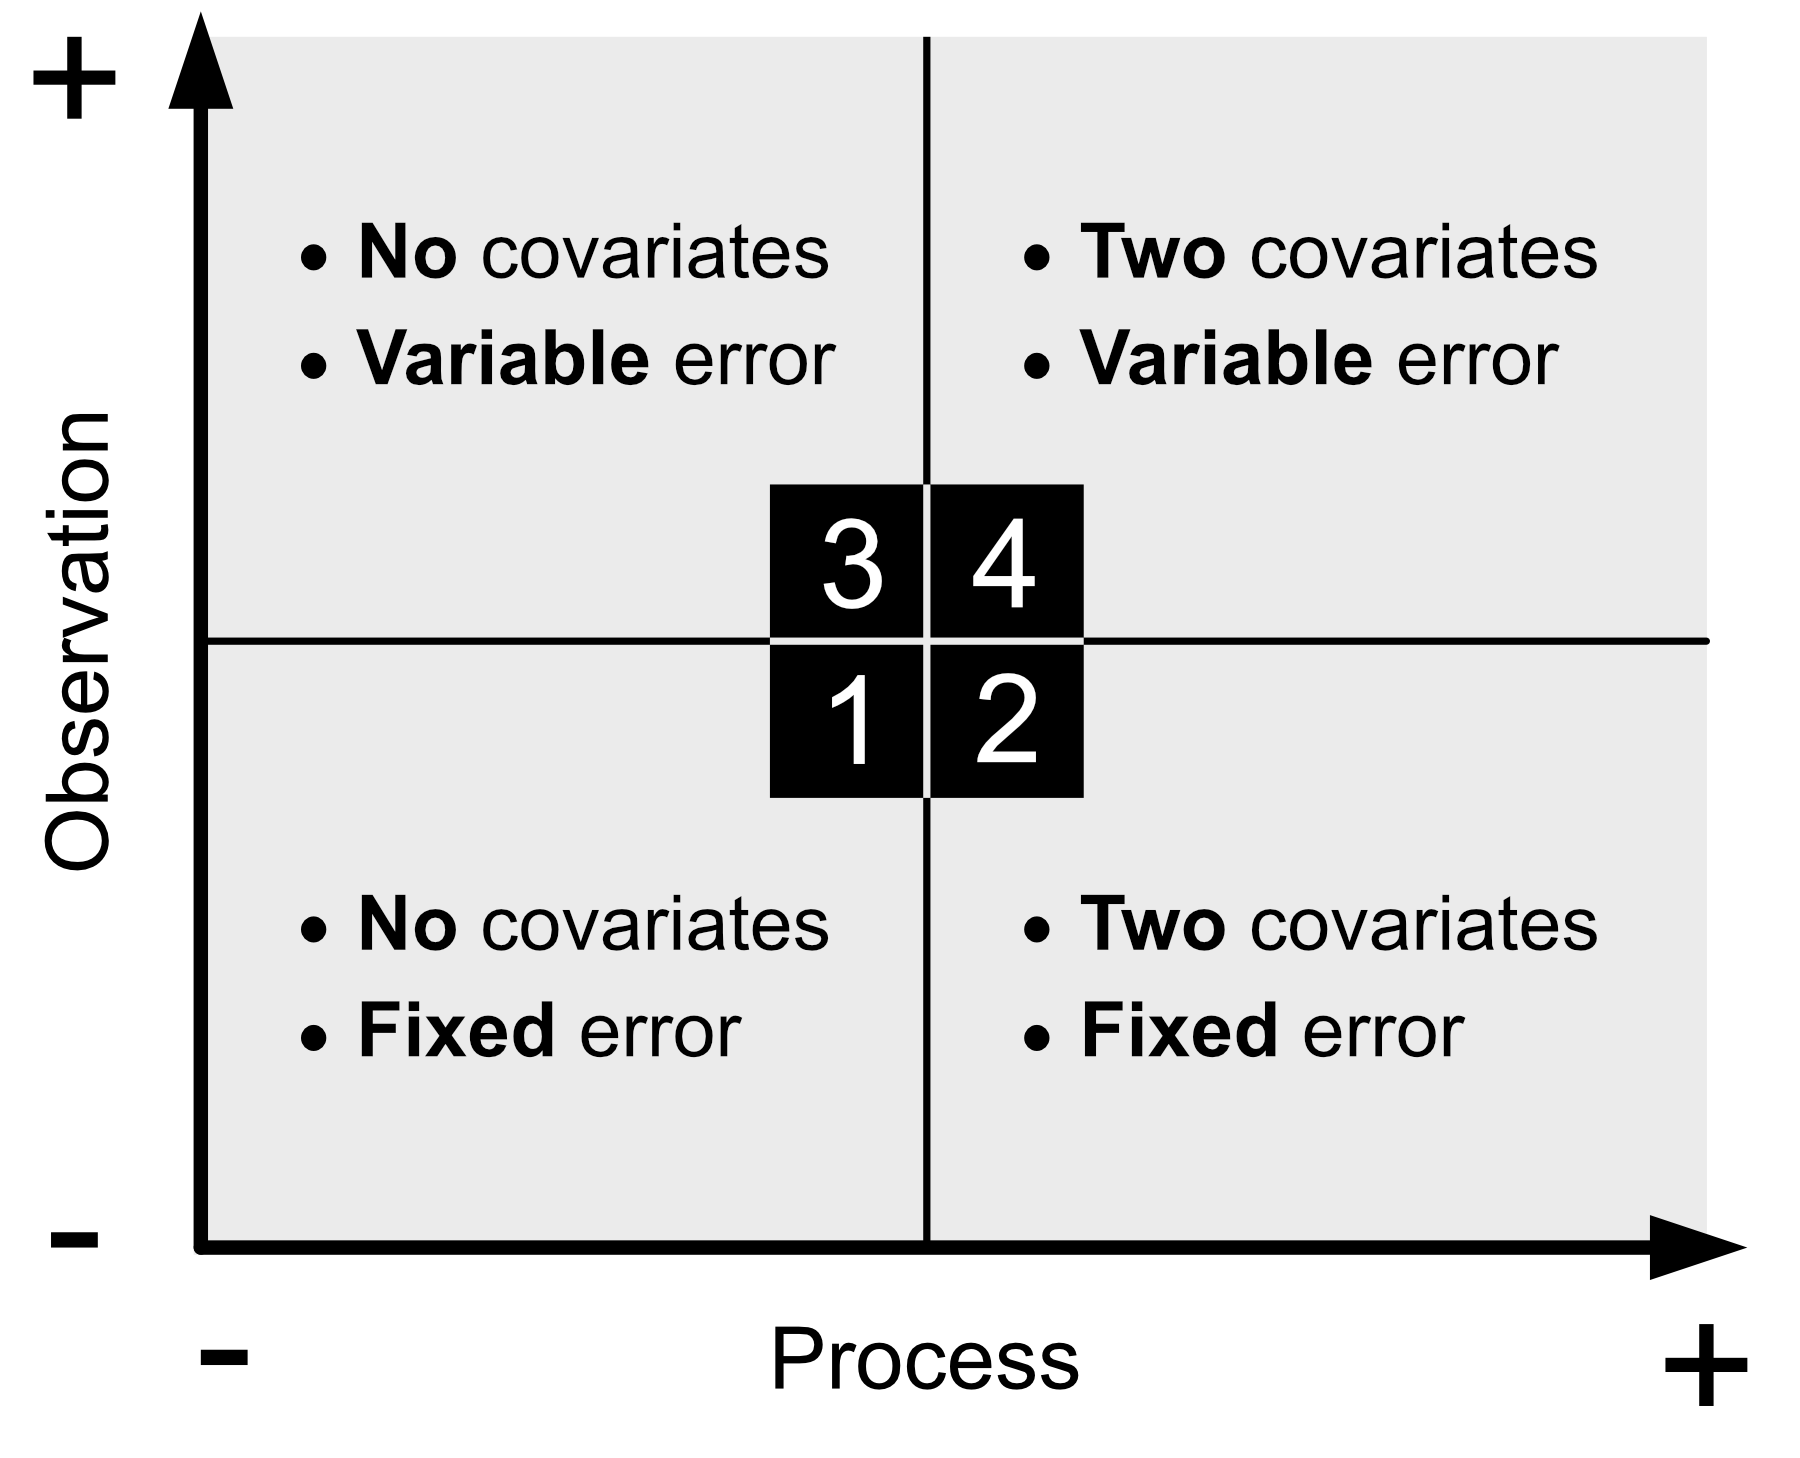 +
• No covariates
• Variable error
• Two covariates
• Variable error
3 4
1 2
Observation
• No covariates
• Fixed error
• Two covariates
• Fixed error
-
- Process +